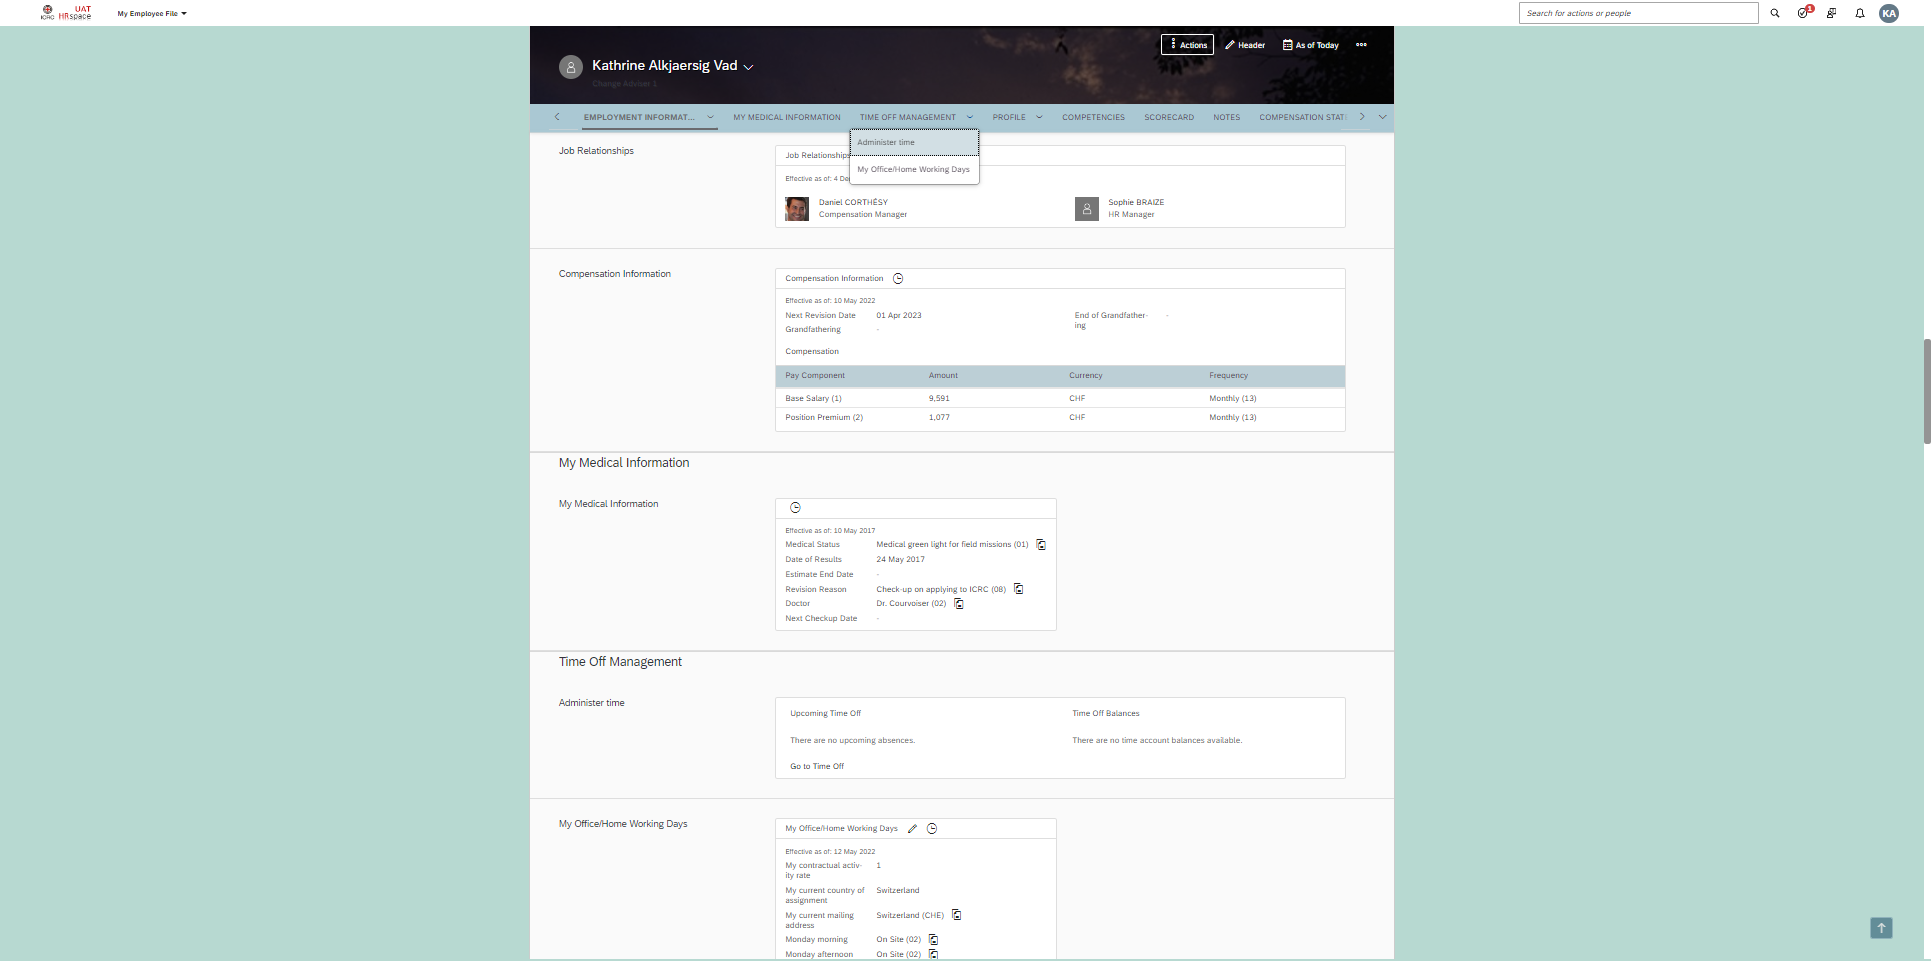 UAT
ICRC HRspace
My Employee File
Search for actions or people
1
KA
Actions
Header
As of Today
Kathrine Alkjaersig Vad
Change Adviser 1
EMPLOYMENT INFORMAT...
MY MEDICAL INFORMATION
TIME OFF MANAGEMENT
PROFILE
COMPETENCIES
SCORECARD
NOTES
COMPENSATION STAT
Administer time
My Office/Home Working Days
Job Relationships
Job Relationships
Effective as of: 4 De
Daniel CORTHÉSY
Compensation Manager
Sophie BRAIZE
HR Manager
Compensation Information
Compensation Information
Effective as of: 10 May 2022
Next Revision Date 01 Apr 2023
End of Grandfather-
ing -
Grandfathering -
Compensation
Pay Component Amount Currency Frequency
Base Salary (1) 9,591 CHF Monthly (13)
Position Premium (2) 1,077 CHF Monthly (13)
My Medical Information
My Medical Information
Effective as of: 10 May 2017
Medical Status Medical green light for field missions (01)
Date of Results 24 May 2017
Estimate End Date -
Revision Reason Check-up on applying to ICRC (08)
Doctor Dr. Courvoiser (02)
Next Checkup Date -
Time Off Management
Administer time
Upcoming Time Off
Time Off Balances
There are no upcoming absences.
There are no time account balances available.
Go to Time Off
My Office/Home Working Days
My Office/Home Working Days
Effective as of: 12 May 2022
My contractual activ- 1
ity rate
My current country of Switzerland
assignment
My current mailing Switzerland (CHE)
address
Monday morning On Site (02)
Monday afternoon On Site (02)